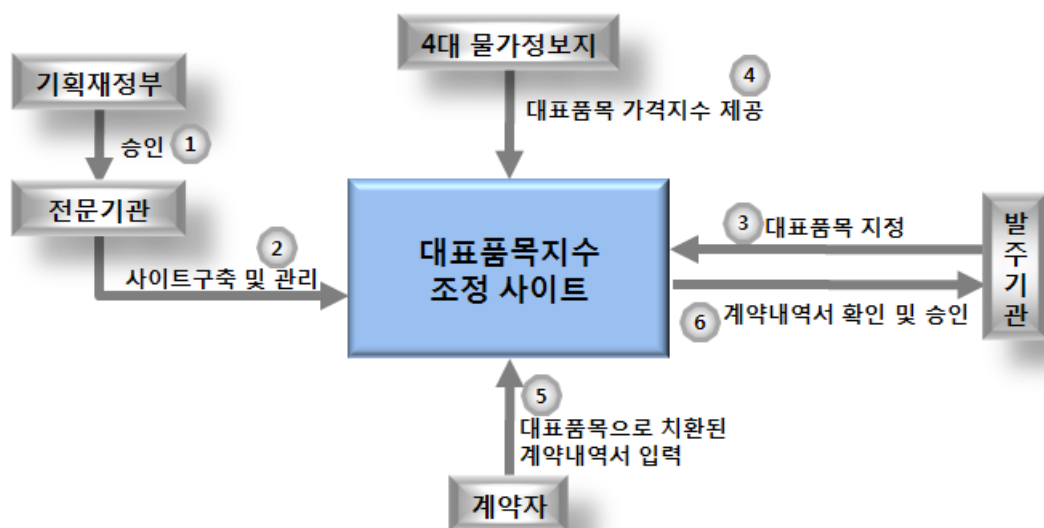 4대 물가정보지
기획재정부
4
대표품목 가격지수 제공
승인 1
전문기관
2
사이트구축 및 관리
대표품목지수
조정 사이트
3 대표품목 지정
발
주
기
관
6 계약내역서 확인 및 승인
5
대표품목으로 치환된
계약내역서 입력
계약자